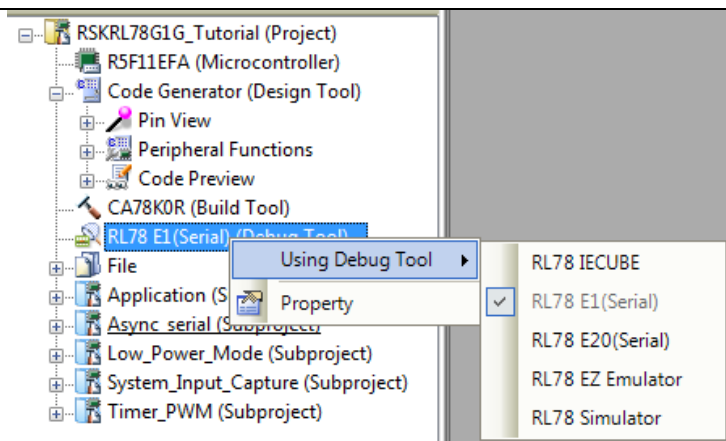 RSKRL78G1G_Tutorial (Project)
R5F11EFA (Microcontroller)
Code Generator (Design Tool)
Pin View
Peripheral Functions
Code Preview
CA78K0R (Build Tool)
RL78 E1(Serial) (Debug Tool)
File
Application (S
Async_serial (Subproject)
Low_Power_Mode (Subproject)
System_Input_Capture (Subproject)
Timer_PWM (Subproject)
Using Debug Tool
Property
RL78 IECUBE
RL78 E1(Serial)
RL78 E20(Serial)
RL78 EZ Emulator
RL78 Simulator